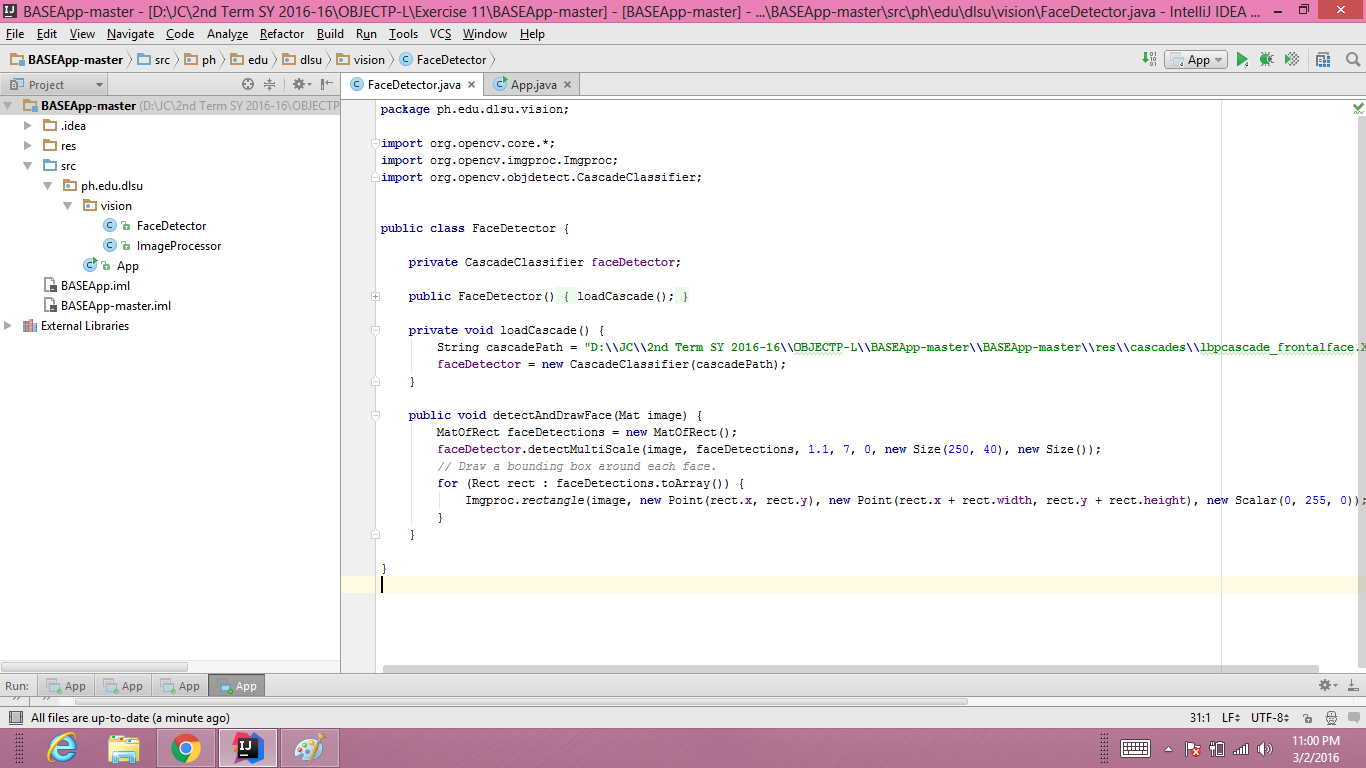 BASEApp-master - [D:\JC\2nd Term SY 2016-16\OBJECTP-L\Exercise 11\BASEApp-master] - [BASEApp-master] - ...\BASEApp-master\src\ph\edu\dlsu\vision\FaceDetector.java - IntelliJ IDEA ...
File Edit View Navigate Code Analyze Refactor Build Run Tools VCS Window Help
BASEApp-master src ph edu dlsu vision FaceDetector App
Project FaceDetector.java App.java
BASEApp-master (D:\JC\2nd Term SY 2016-16\OBJECTP
.idea
res
src
ph.edu.dlsu
vision
FaceDetector
ImageProcessor
App
BASEApp.iml
BASEApp-master.iml
External Libraries
package ph.edu.dlsu.vision;
import org.opencv.core.*;
import org.opencv.imgproc.Imgproc;
import org.opencv.objdetect.CascadeClassifier;
public class FaceDetector {
private CascadeClassifier faceDetector;
public FaceDetector() { loadCascade(); }
private void loadCascade() {
String cascadePath = "D:\\JC\\2nd Term SY 2016-16\\OBJECTP-L\\BASEApp-master\\BASEApp-master\\res\\cascades\\lbpcascade_frontalface.X
faceDetector = new CascadeClassifier(cascadePath);
}
public void detectAndDrawFace(Mat image) {
MatOfRect faceDetections = new MatOfRect();
faceDetector.detectMultiScale(image, faceDetections, 1.1, 7, 0, new Size(250, 40), new Size());
// Draw a bounding box around each face.
for (Rect rect : faceDetections.toArray()) {
Imgproc.rectangle(image, new Point(rect.x, rect.y), new Point(rect.x + rect.width, rect.y + rect.height), new Scalar(0, 255, 0));
}
}
}
Run: App App App App
All files are up-to-date (a minute ago) 31:1 LF UTF-8
11:00 PM
3/2/2016